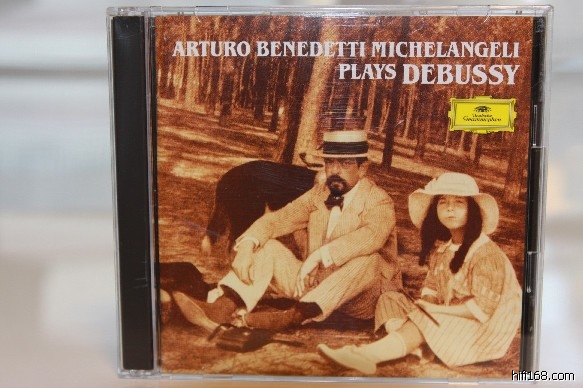 ARTURO BENEDETTI MICHELANGELI
PLAYS DEBUSSY
Deutsche
Grammophon
hifi168.com